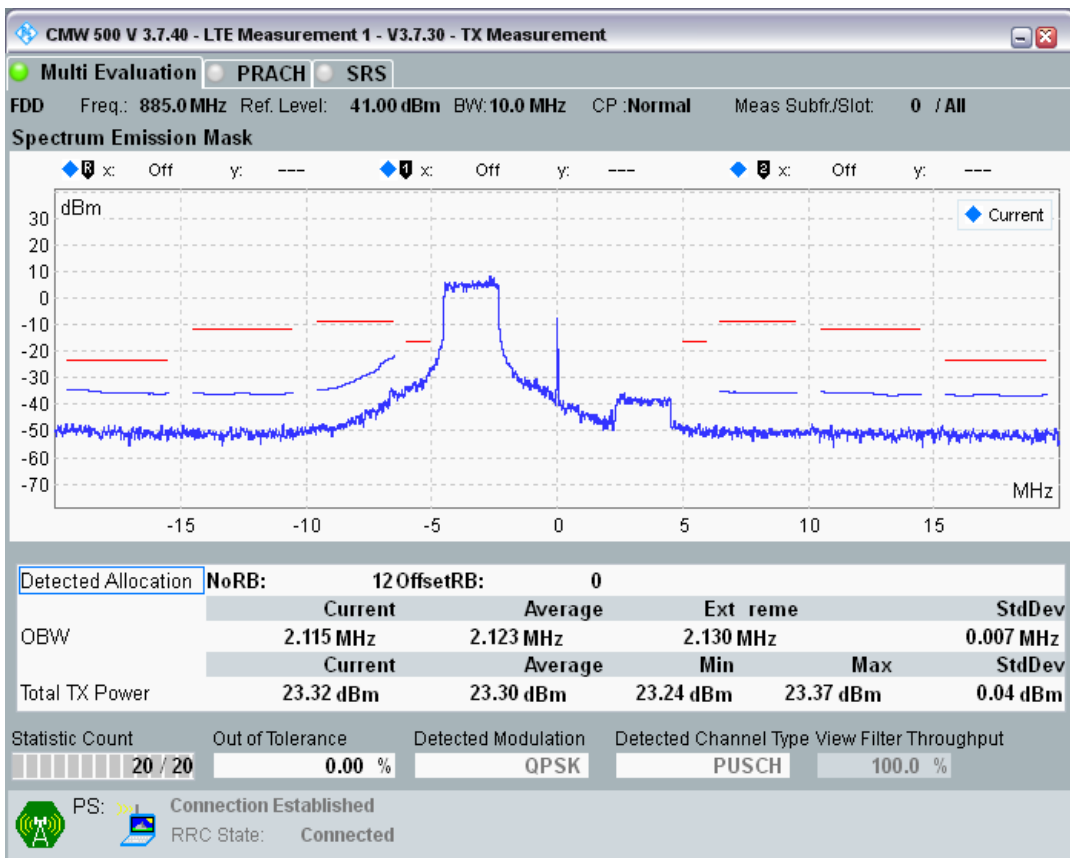 CMW 500 V 3.7.40 - LTE Measurement 1 - V3.7.30 - TX Measurement
Multi Evaluation PRACH SRS
FDD Freq.: 885.0 MHz Ref. Level: 41.00 dBm BW: 10.0 MHz CP :Normal Meas Subfr./Slot: 0 / All
Spectrum Emission Mask
R x: Off y: --- 1 x: Off y: --- 2 x: Off y: ---
dBm
Current
30
20
10
0
-10
-20
-30
-40
-50
-60
-70
MHz
-15 -10 -5 0 5 10 15
Detected Allocation NoRB: 12 OffsetRB: 0
Current Average Ext reme StdDev
OBW 2.115 MHz 2.123 MHz 2.130 MHz 0.007 MHz
Current Average Min Max StdDev
Total TX Power 23.32 dBm 23.30 dBm 23.24 dBm 23.37 dBm 0.04 dBm
Statistic Count Out of Tolerance Detected Modulation Detected Channel Type View Filter Throughput
20 / 20 0.00 % QPSK PUSCH 100.0 %
PS: Connection Established
RRC State: Connected